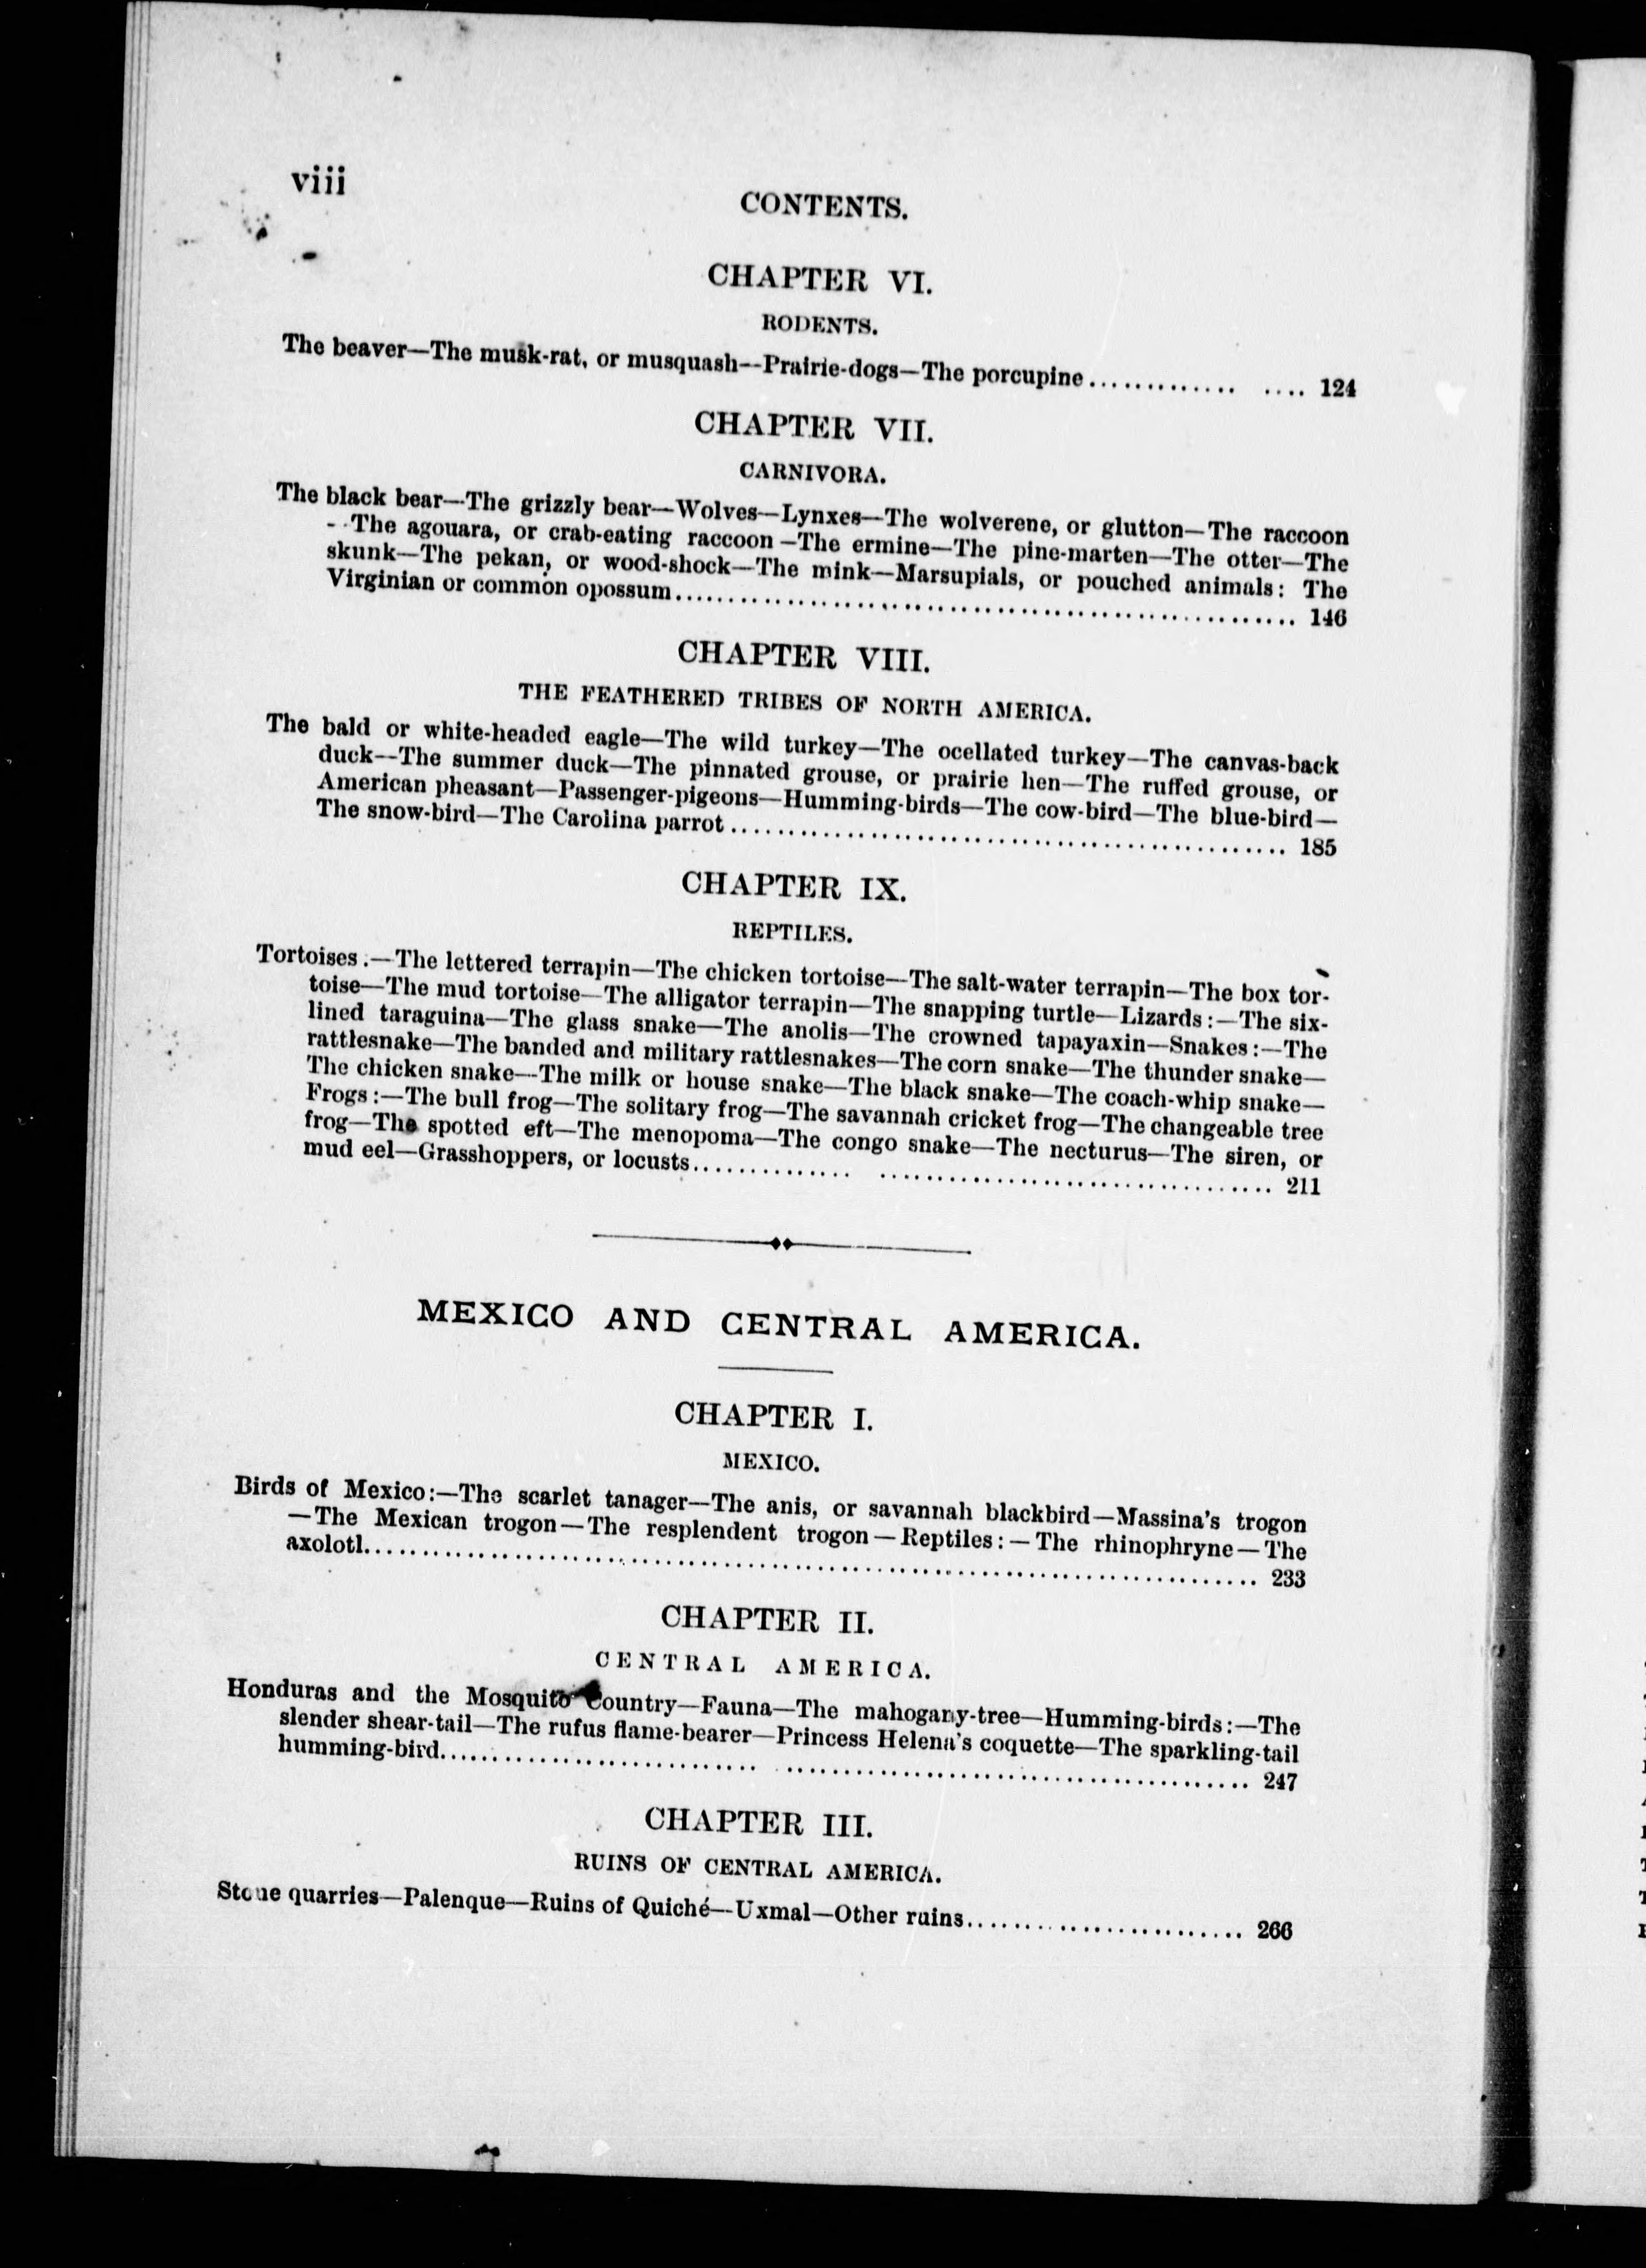 viii
CONTENTS.
CHAPTER VI.
RODENTS.
The beaver—The musk-rat, or musquash—Prairie-dogs—The porcupine................. 124
CHAPTER VII.
CARNIVORA.
The black bear—The grizzly bear—Wolves—Lynxes—The wolverene, or glutton—The raccoon
—The agouara, or crab-eating raccoon—The ermine—The pine-marten—The otter—The
skunk—The pekan, or wood-shock—The mink—Marsupials, or pouched animals: The
Virginian or common opossum.................................................... 146
CHAPTER VIII.
THE FEATHERED TRIBES OF NORTH AMERICA.
The bald or white-headed eagle—The wild turkey—The ocellated turkey—The canvas-back
duck—The summer duck—The pinnated grouse, or prairie hen—The ruffed grouse, or
American pheasant—Passenger-pigeons—Humming-birds—The cow-bird—The blue-bird—
The snow-bird—The Carolina parrot............................................... 185
CHAPTER IX.
REPTILES.
Tortoises:—The lettered terrapin—The chicken tortoise—The salt-water terrapin—The box tor-
toise—The mud tortoise—The alligator terrapin—The snapping turtle—Lizards:—The six-
lined taraguina—The glass snake—The anolis—The crowned tapayaxin—Snakes:—The
rattlesnake—The banded and military rattlesnakes—The corn snake—The thunder snake—
The chicken snake—The milk or house snake—The black snake—The coach-whip snake—
Frogs:—The bull frog—The solitary frog—The savannah cricket frog—The changeable tree
frog—The spotted eft—The menopoma—The congo snake—The necturus—The siren, or
mud eel—Grasshoppers, or locusts................................................ 211
MEXICO AND CENTRAL AMERICA.
CHAPTER I.
MEXICO.
Birds of Mexico:—The scarlet tanager—The anis, or savannah blackbird—Massina's trogon
—The Mexican trogon—The resplendent trogon—Reptiles:—The rhinophryne—The
axolotl......................................................................... 233
CHAPTER II.
CENTRAL AMERICA.
Honduras and the Mosquito Country—Fauna—The mahogany-tree—Humming-birds:—The
slender shear-tail—The rufus flame-bearer—Princess Helena's coquette—The sparkling-tail
humming-bird.................................................................... 247
CHAPTER III.
RUINS OF CENTRAL AMERICA.
Stone quarries—Palenque—Ruins of Quiché—Uxmal—Other ruins........................ 266